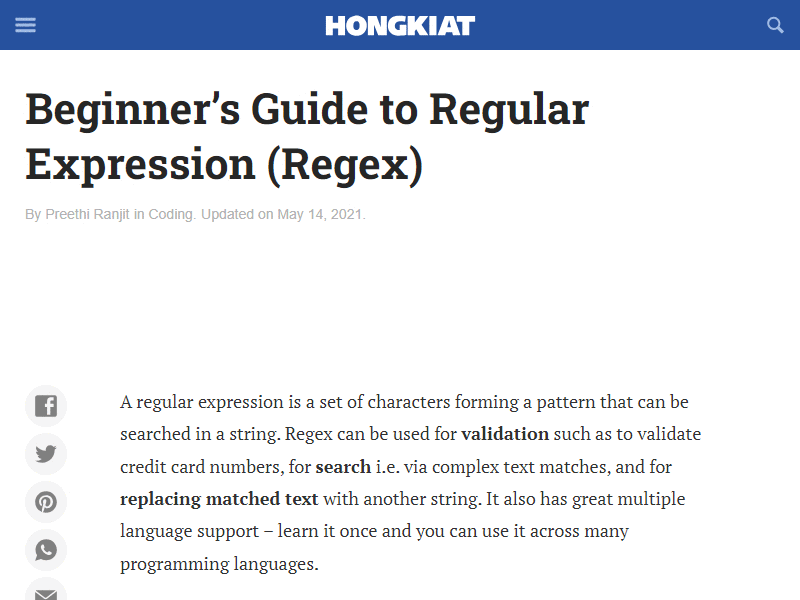 HONGKIAT
Beginner’s Guide to Regular
Expression (Regex)
By Preethi Ranjit in Coding. Updated on May 14, 2021.
A regular expression is a set of characters forming a pattern that can be
searched in a string. Regex can be used for validation such as to validate
credit card numbers, for search i.e. via complex text matches, and for
replacing matched text with another string. It also has great multiple
language support – learn it once and you can use it across many
programming languages.